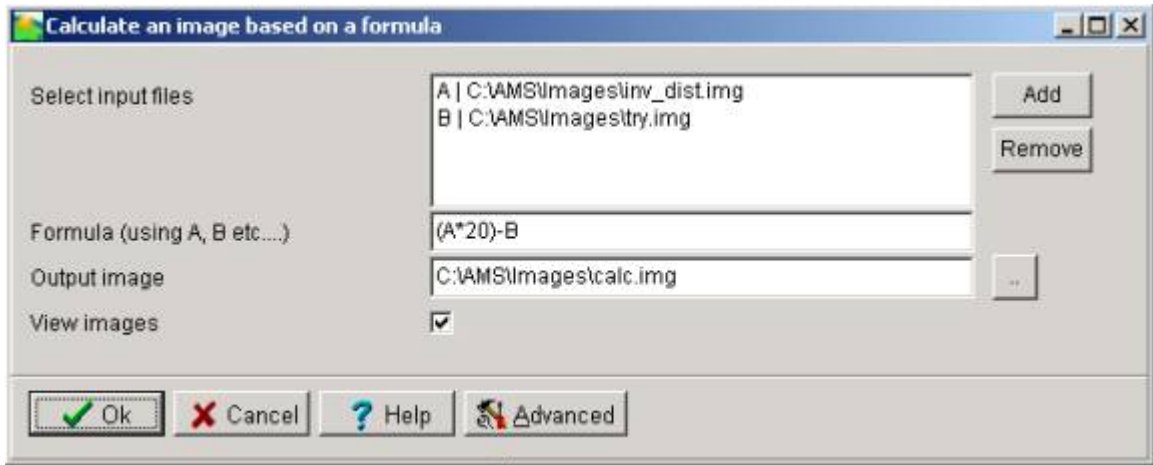 Calculate an image based on a formula
Select input files
A | C:\AMS\Images\inv_dist.img
B | C:\AMS\Images\try.img
Add
Remove
Formula (using A, B etc....)
(A*20)-B
Output image
C:\AMS\Images\calc.img
..
View images
Ok
Cancel
? Help
Advanced